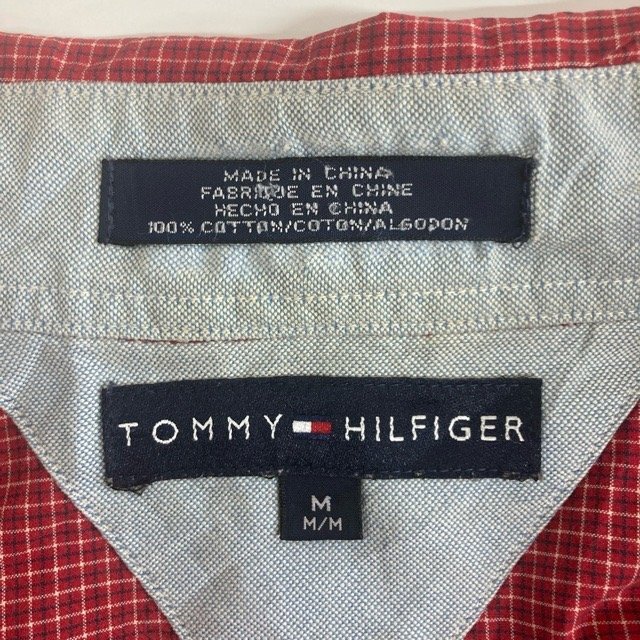 MADE IN CHINA
FABRIQUE EN CHINE
HECHO EN CHINA
100% COTTON/COTON/ALGODON
TOMMY HILFIGER
M
M/M